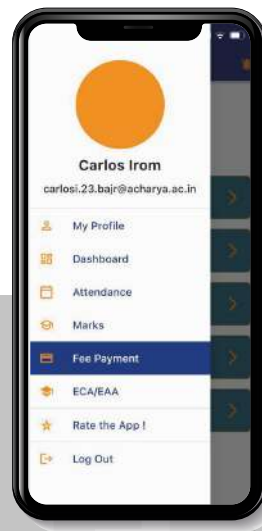 Carlos Irom
carlosi.23.bajr@acharya.ac.in
My Profile
Dashboard
Attendance
Marks
Fee Payment
ECA/EAA
Rate the App !
Log Out